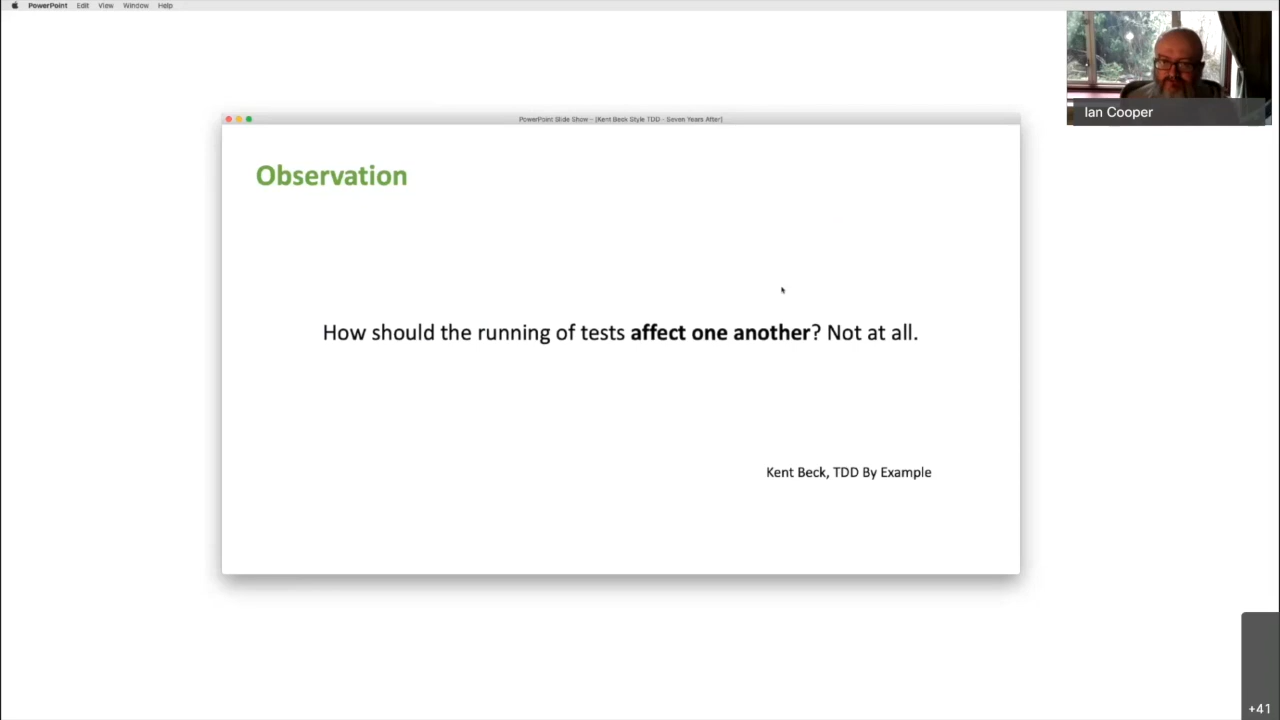 PowerPoint Edit View Window Help
Ian Cooper
PowerPoint Slide Show - [Kent Beck Style TDD - Seven Years After]
Observation
How should the running of tests affect one another? Not at all.
Kent Beck, TDD By Example
+41